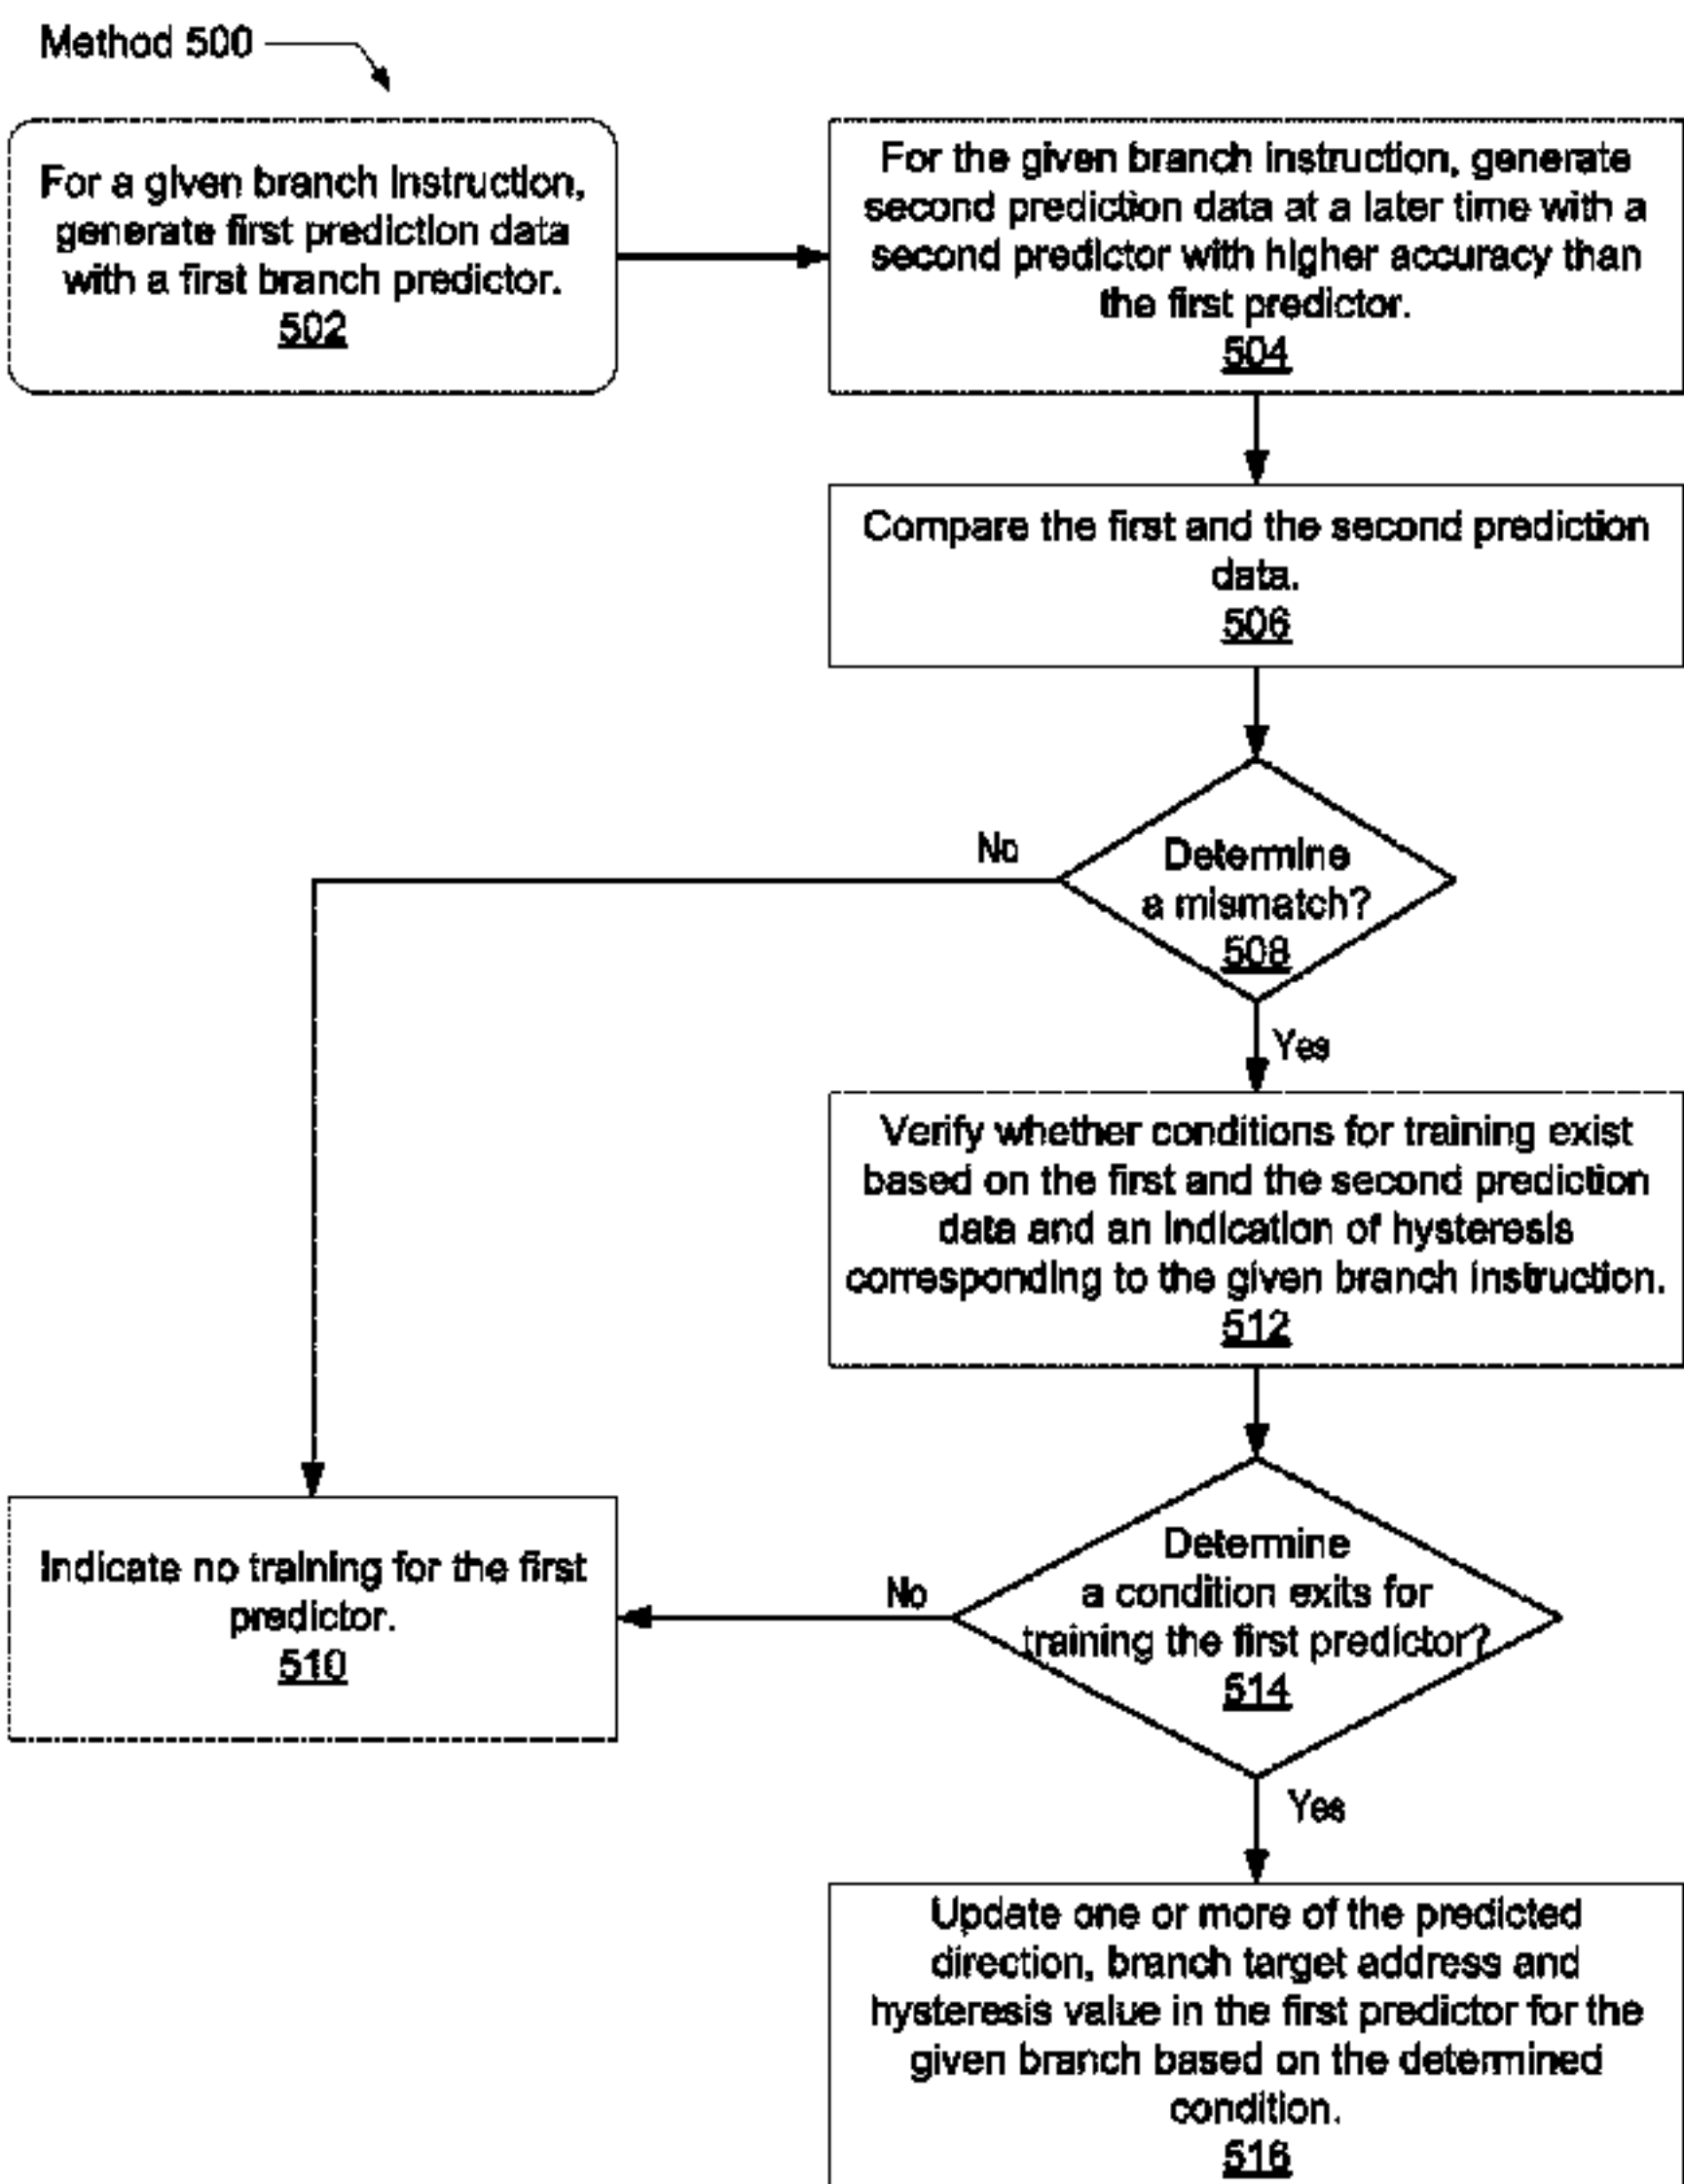 Method 500
For a given branch instruction,
generate first prediction data
with a first branch predictor.
502
For the given branch instruction, generate
second prediction data at a later time with a
second predictor with higher accuracy than
the first predictor.
504
Compare the first and the second prediction
data.
506
Determine
a mismatch?
508
No
Yes
Verify whether conditions for training exist
based on the first and the second prediction
data and an indication of hysteresis
corresponding to the given branch instruction.
512
Determine
a condition exits for
training the first predictor?
514
No
Indicate no training for the first
predictor.
510
Yes
Update one or more of the predicted
direction, branch target address and
hysteresis value in the first predictor for the
given branch based on the determined
condition.
516